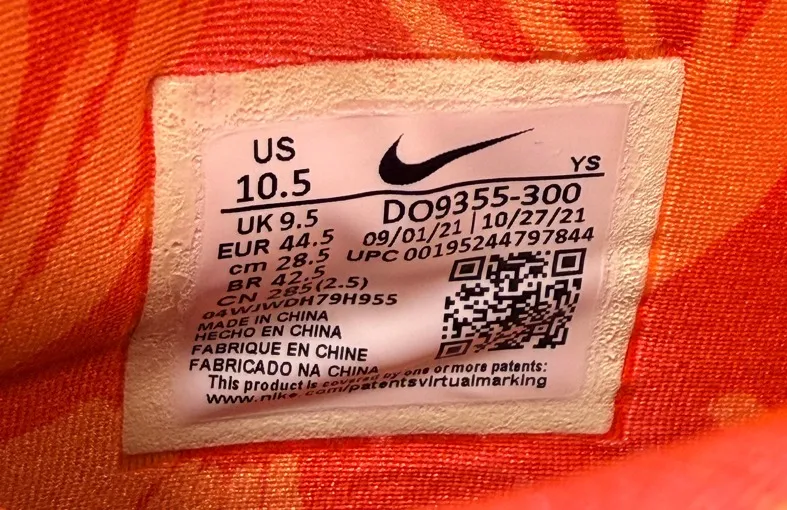 US
10.5
YS
UK 9.5
EUR 44.5
cm 28.5
BR 42.5
CN 285(2.5)
04WJWDH79H955
DO9355-300
09/01/21 | 10/27/21
UPC 00195244797844
MADE IN CHINA
HECHO EN CHINA
FABRIQUE EN CHINE
FABRICADO NA CHINA
This product is covered by one or more patents:
www.nike.com/patentsvirtualmarking